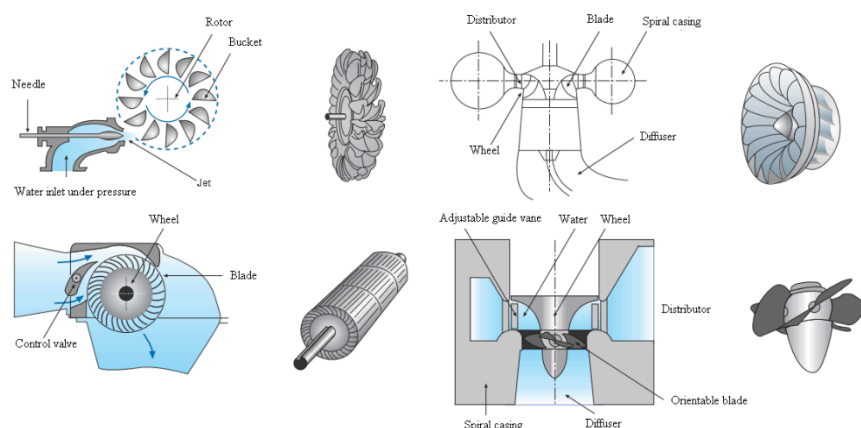 Rotor
Bucket
Needle
Water inlet under pressure
Jet
Distributor
Blade
Spiral casing
Wheel
Diffuser
Wheel
Blade
Control valve
Adjustable guide vane
Water
Wheel
Distributor
Orientable blade
Spiral casing
Diffuser